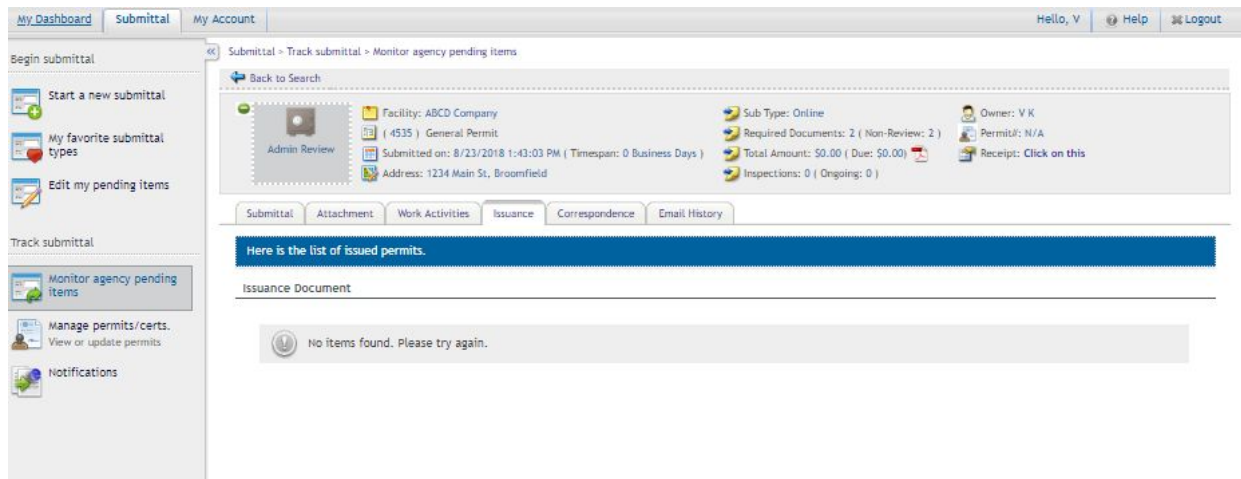 My Dashboard Submittal My Account Hello, V Help Logout
Begin submittal
Start a new submittal
My favorite submittal
types
Edit my pending items
Track submittal
Monitor agency pending
items
Manage permits/certs.
View or update permits
Notifications
Submittal > Track submittal > Monitor agency pending items
Back to Search
Admin Review
Facility: ABCD Company
( 4535 ) General Permit
Submitted on: 8/23/2018 1:43:03 PM ( Timespan: 0 Business Days )
Address: 1234 Main St, Broomfield
Sub Type: Online
Required Documents: 2 ( Non-Review: 2 )
Total Amount: $0.00 ( Due: $0.00)
Inspections: 0 ( Ongoing: 0 )
Owner: V K
Permit#: N/A
Receipt: Click on this
Submittal Attachment Work Activities Issuance Correspondence Email History
Here is the list of issued permits.
Issuance Document
No items found. Please try again.